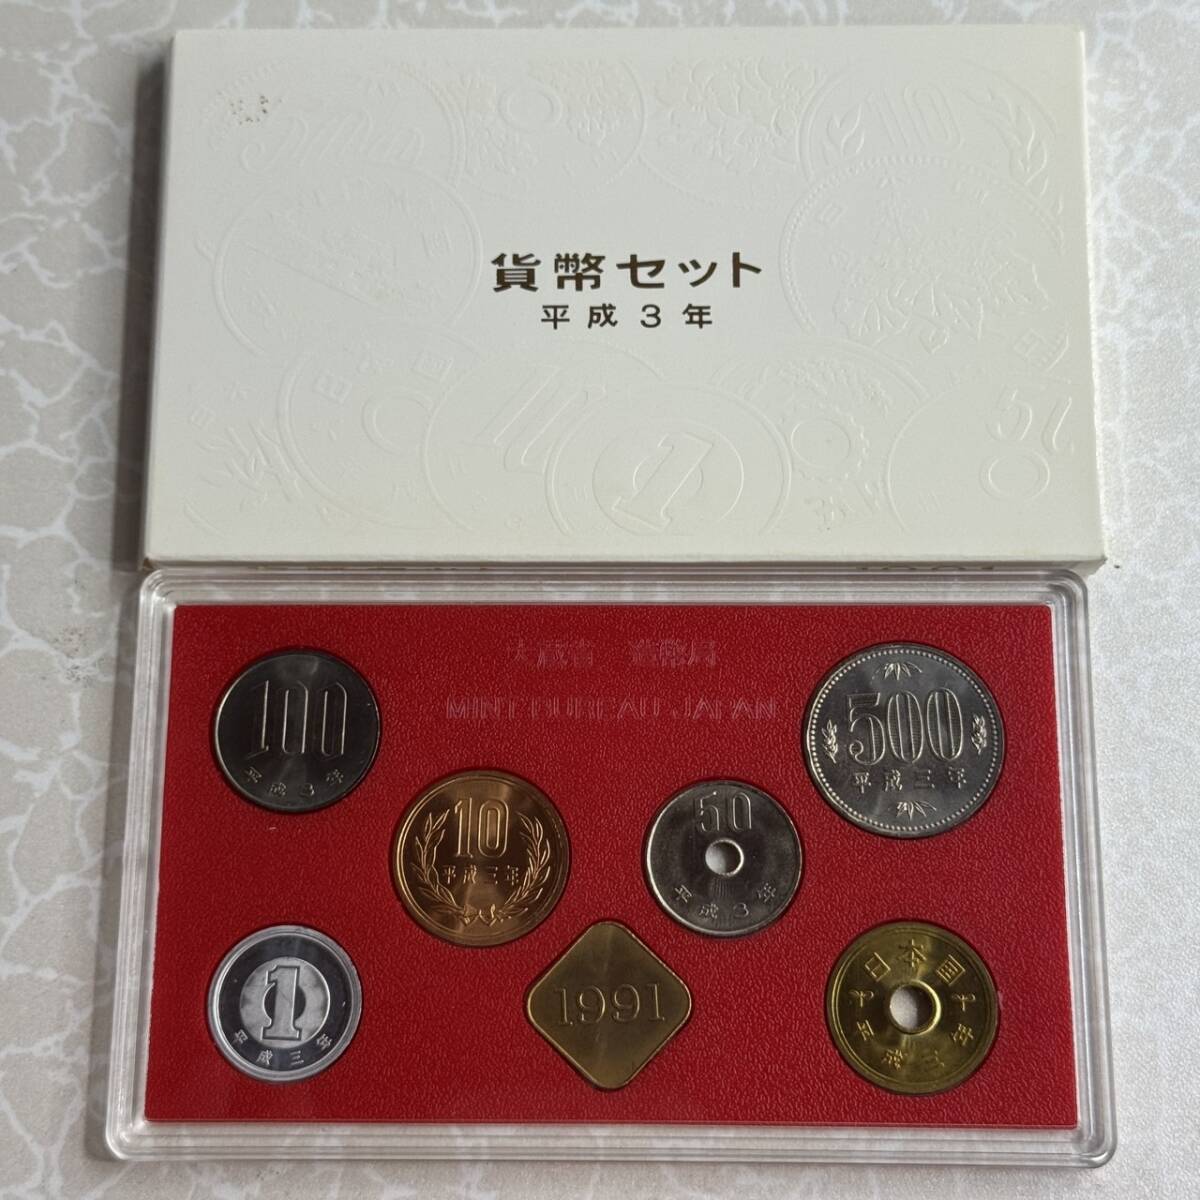 貨幣セット
平成3年
大蔵省 造幣局
MINT BUREAU, JAPAN
100
平成3年
500
平成三年
10
平成三年
50
平成3年
1
平成三年
1991
日本国
平成三年